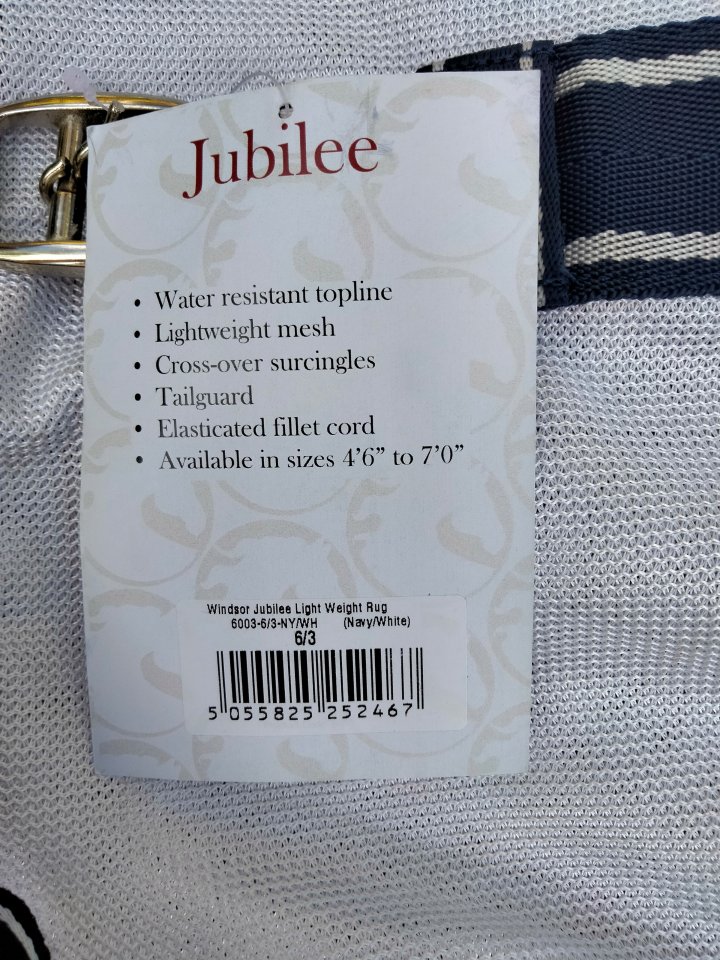 Jubilee
• Water resistant topline
• Lightweight mesh
• Cross-over surcingles
• Tailguard
• Elasticated fillet cord
• Available in sizes 4’6” to 7’0”
Windsor Jubilee Light Weight Rug
6003-6/3-NY/WH (Navy/White)
6/3
5 055825 252467